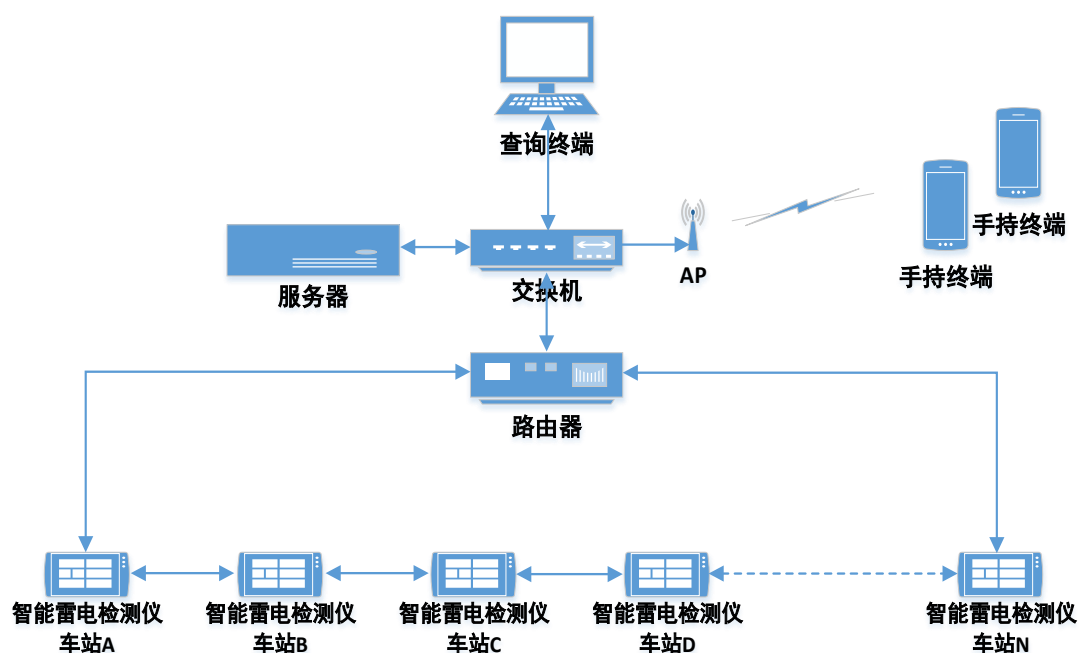 查询终端
手持终端
手持终端
服务器
交换机
AP
路由器
智能雷电检测仪
车站A
智能雷电检测仪
车站B
智能雷电检测仪
车站C
智能雷电检测仪
车站D
智能雷电检测仪
车站N